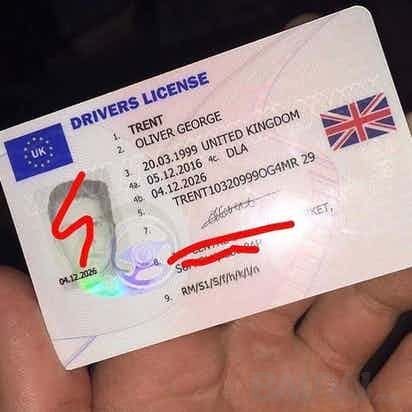 DRIVERS LICENSE
UK
1. TRENT
2. OLIVER GEORGE
3. 20.03.1999 UNITED KINGDOM
4a. 05.12.2016 4c. DLA
4b. 04.12.2026
5. TRENT10320999OG4MR 29
7.
8. KET,
04.12.2026
9. RM/S1/S/f/h/k/l/n